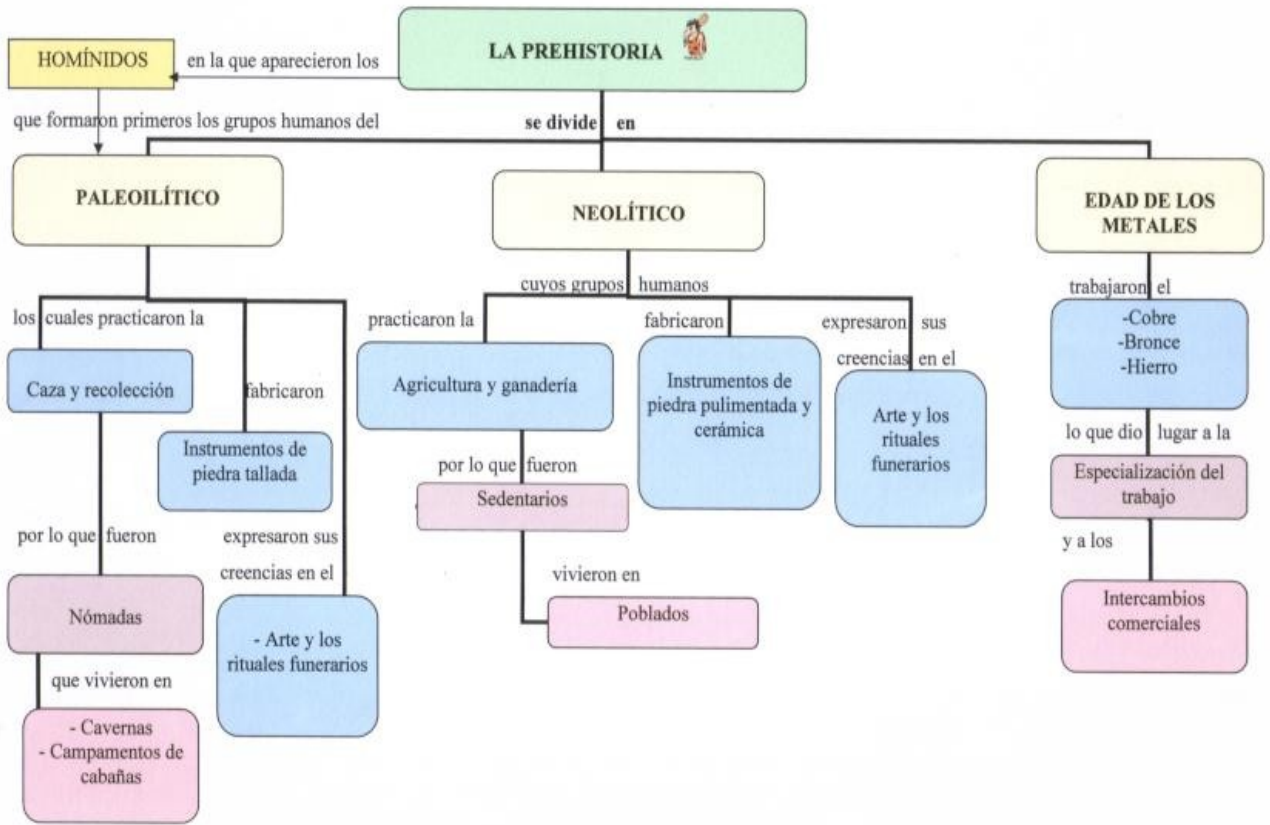 LA PREHISTORIA
HOMÍNIDOS
en la que aparecieron los
que formaron primeros los grupos humanos del
se divide en
PALEOILÍTICO
NEOLÍTICO
EDAD DE LOS
METALES
los cuales practicaron la
Caza y recolección
fabricaron
Instrumentos de
piedra tallada
por lo que fueron
Nómadas
que vivieron en
- Cavernas
- Campamentos de
cabañas
expresaron sus
creencias en el
- Arte y los
rituales funerarios
cuyos grupos humanos
practicaron la
Agricultura y ganadería
por lo que fueron
Sedentarios
vivieron en
Poblados
fabricaron
Instrumentos de
piedra pulimentada y
cerámica
expresaron sus
creencias en el
Arte y los
rituales
funerarios
trabajaron el
-Cobre
-Bronce
-Hierro
lo que dio lugar a la
Especialización del
trabajo
y a los
Intercambios
comerciales